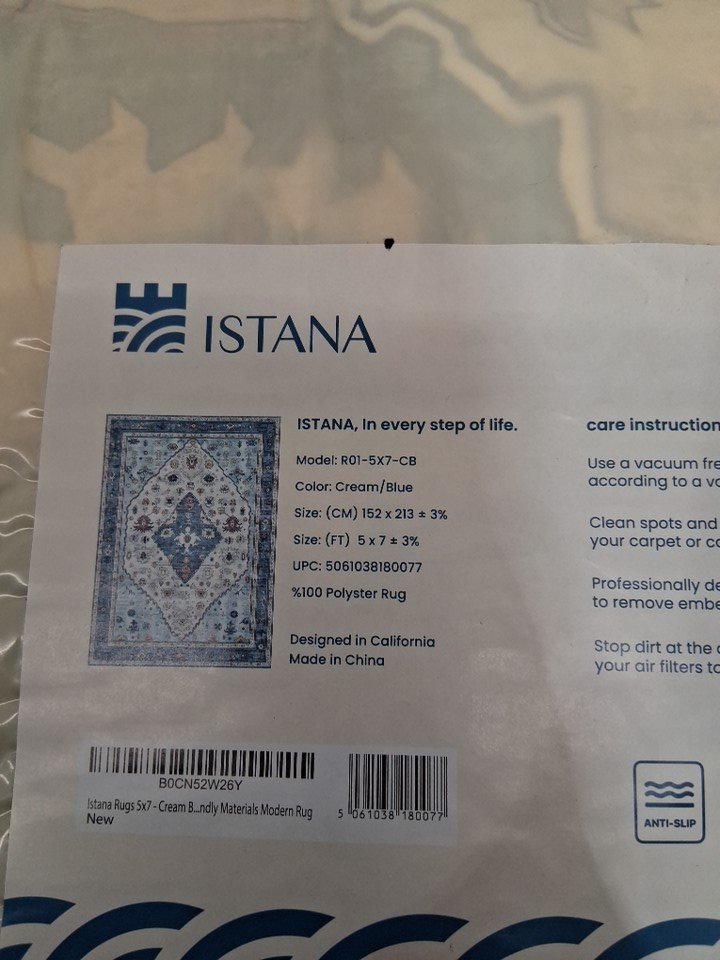 ISTANA
ISTANA, In every step of life.
Model: R01-5X7-CB
Color: Cream/Blue
Size: (CM) 152 x 213 ± 3%
Size: (FT) 5 x 7 ± 3%
UPC: 5061038180077
%100 Polyster Rug
Designed in California
Made in China
care instruction
Use a vacuum fre
according to a va
Clean spots and
your carpet or ca
Professionally de
to remove embe
Stop dirt at the
your air filters to
B0CN52W26Y
Istana Rugs 5x7 - Cream B...ndly Materials Modern Rug
New
5 061038 180077
ANTI-SLIP